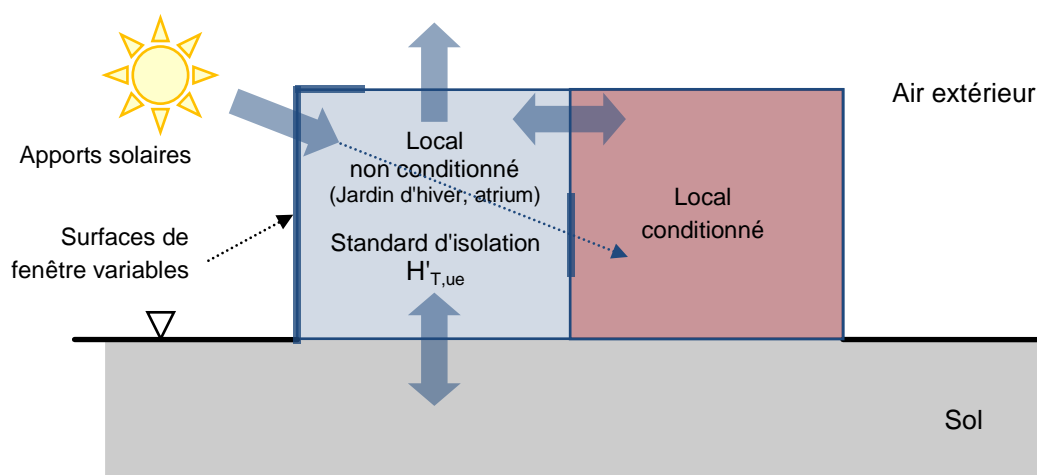 Air extérieur
Apports solaires
Local
non conditionné
(Jardin d'hiver, atrium)
Local
conditionné
Surfaces de
fenêtre variables
Standard d'isolation
H'T,ue
Sol